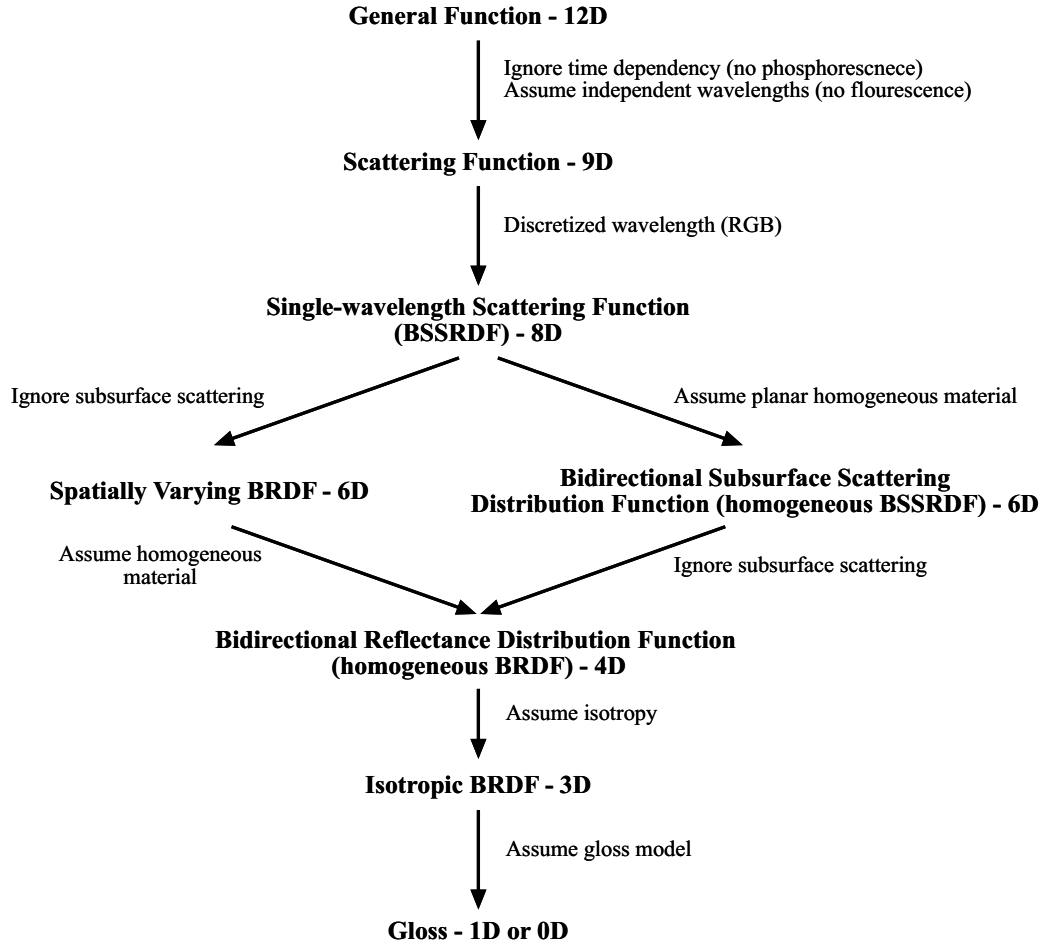 General Function - 12D
Ignore time dependency (no phosphorescnece)
Assume independent wavelengths (no flourescence)
Scattering Function - 9D
Discretized wavelength (RGB)
Single-wavelength Scattering Function
(BSSRDF) - 8D
Ignore subsurface scattering
Assume planar homogeneous material
Spatially Varying BRDF - 6D
Bidirectional Subsurface Scattering
Distribution Function (homogeneous BSSRDF) - 6D
Assume homogeneous
material
Ignore subsurface scattering
Bidirectional Reflectance Distribution Function
(homogeneous BRDF) - 4D
Assume isotropy
Isotropic BRDF - 3D
Assume gloss model
Gloss - 1D or 0D